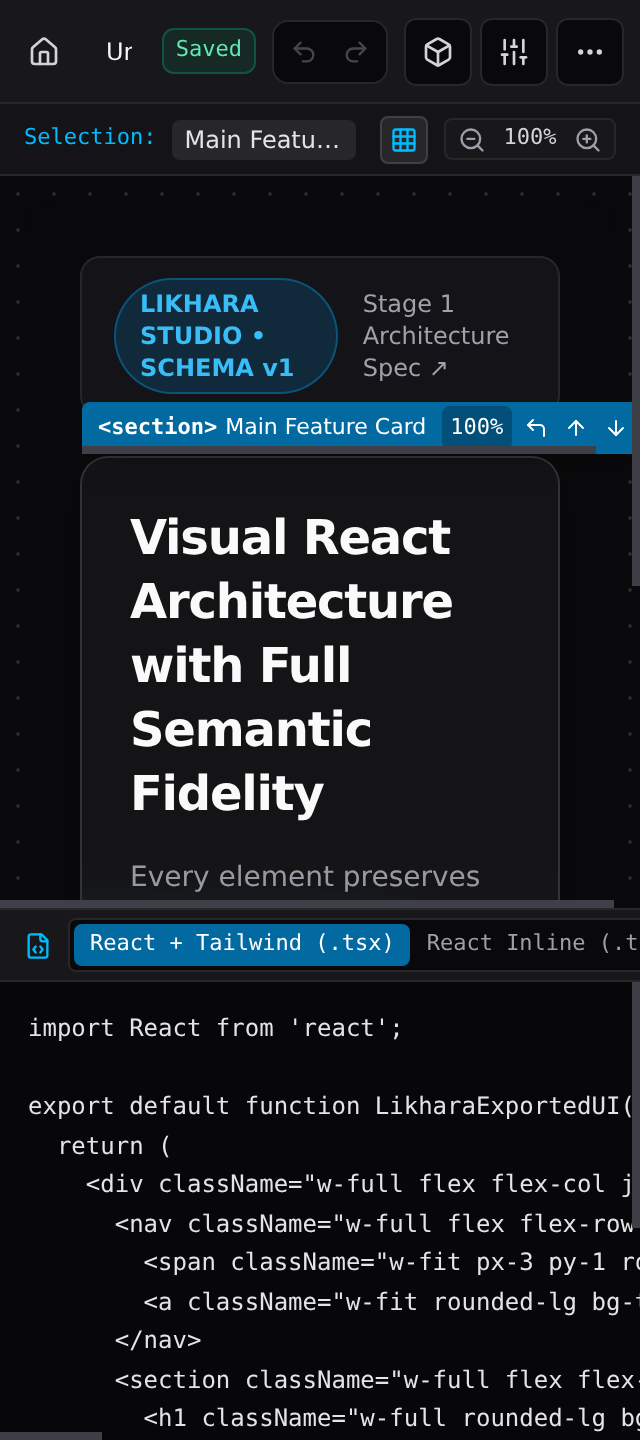 Ur Saved
Selection: Main Featu... 100%
LIKHARA
STUDIO •
SCHEMA v1
Stage 1
Architecture
Spec ↗
<section> Main Feature Card 100%
Visual React
Architecture
with Full
Semantic
Fidelity
Every element preserves
React + Tailwind (.tsx) React Inline (.t
import React from 'react';
export default function LikharaExportedUI(
return (
<div className="w-full flex flex-col j
<nav className="w-full flex flex-row
<span className="w-fit px-3 py-1 ro
<a className="w-fit rounded-lg bg-t
</nav>
<section className="w-full flex flex-
<h1 className="w-full rounded-lg bg